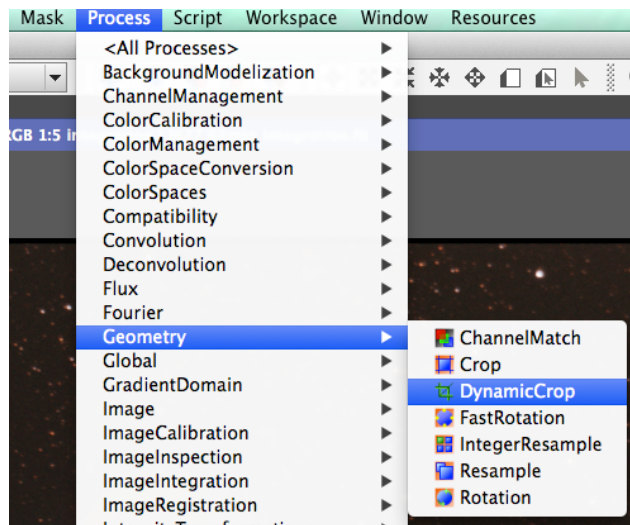 Mask Process Script Workspace Window Resources
<All Processes>
BackgroundModelization
ChannelManagement
ColorCalibration
RGB 1:5
ColorManagement
ColorSpaceConversion
ColorSpaces
Compatibility
Convolution
Deconvolution
Flux
Fourier
Geometry
Global
GradientDomain
Image
ImageCalibration
ImageInspection
ImageIntegration
ImageRegistration
ChannelMatch
Crop
DynamicCrop
FastRotation
IntegerResample
Resample
Rotation